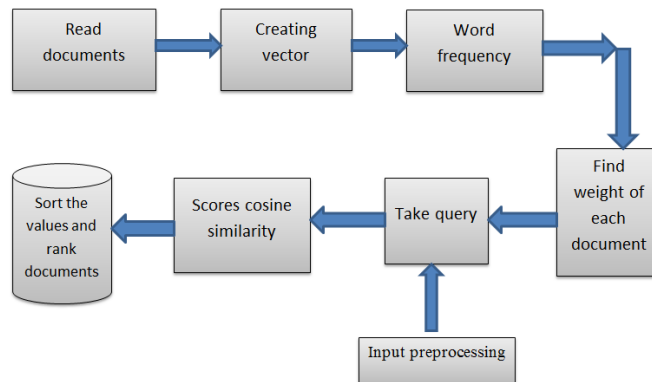 Read
documents
Creating
vector
Word
frequency
Find
weight of
each
document
Take query
Scores cosine
similarity
Sort the
values and
rank
documents
Input preprocessing